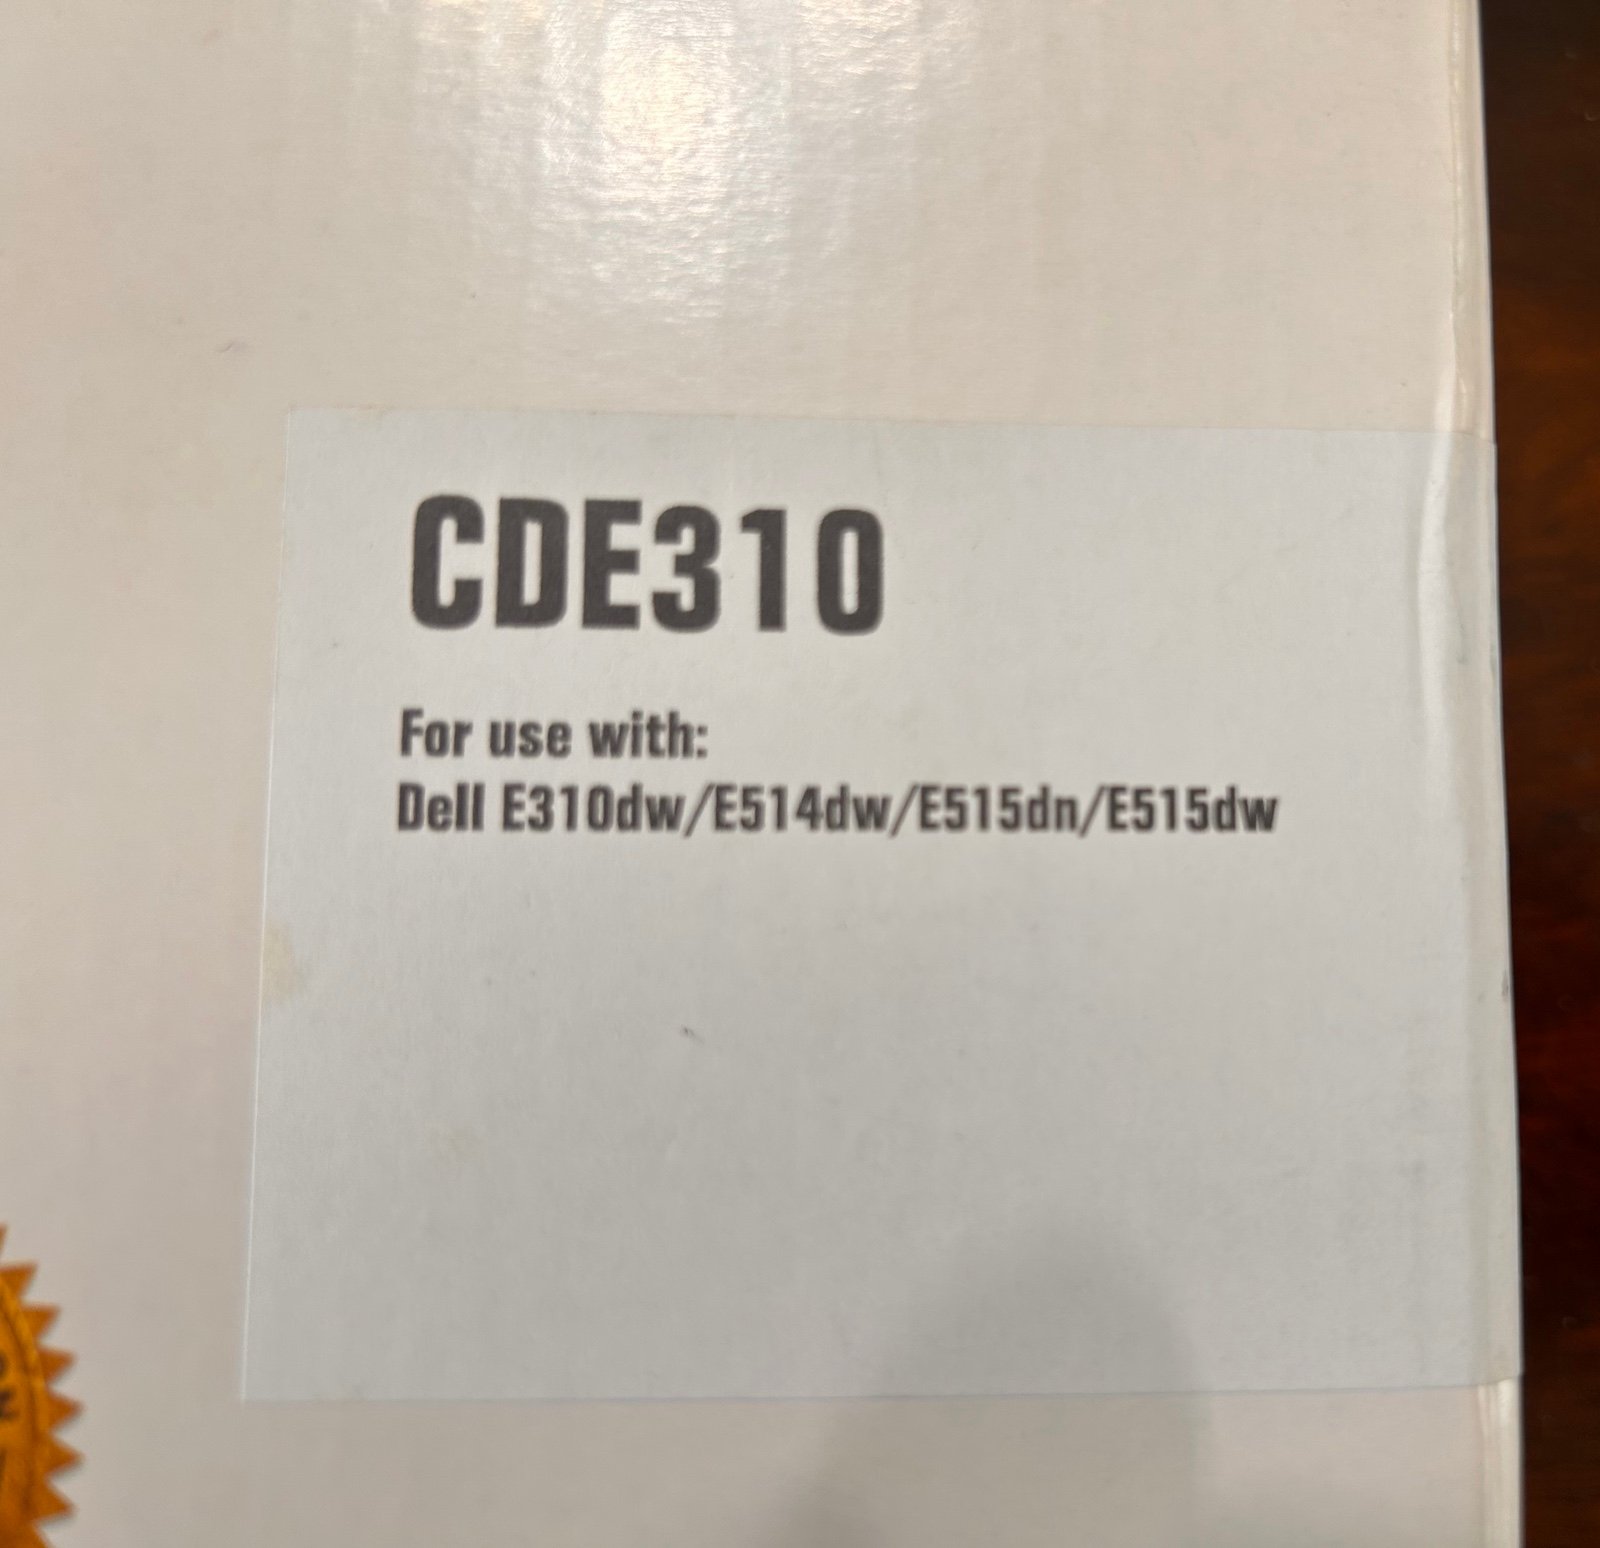 CDE310
For use with:
Dell E310dw/E514dw/E515dn/E515dw